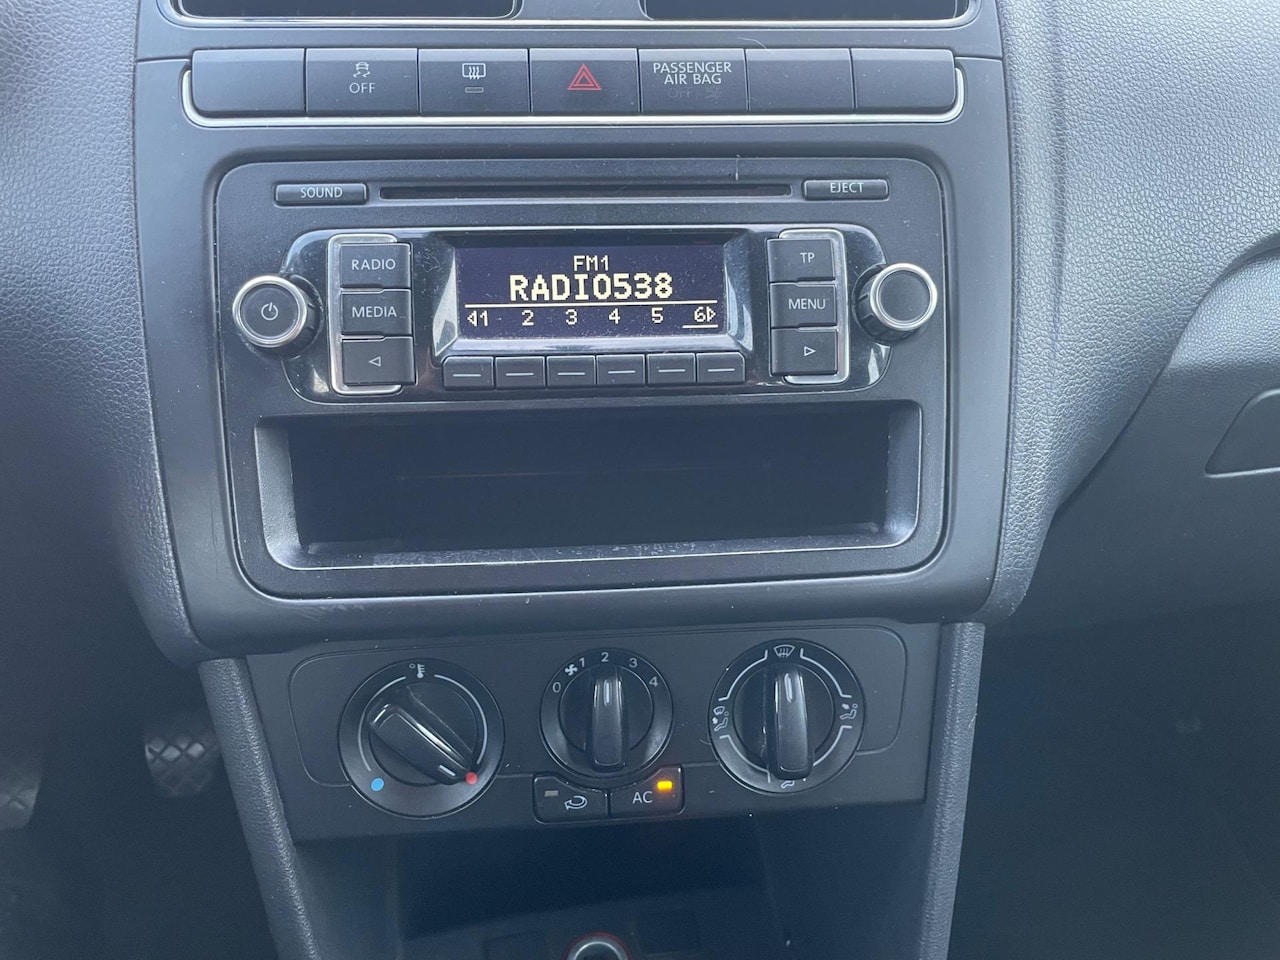 OFF
PASSENGER
AIR BAG
OFF
SOUND
EJECT
RADIO
MEDIA
FM1
RADIO538
1 2 3 4 5 6
TP
MENU
0 1 2 3 4
AC